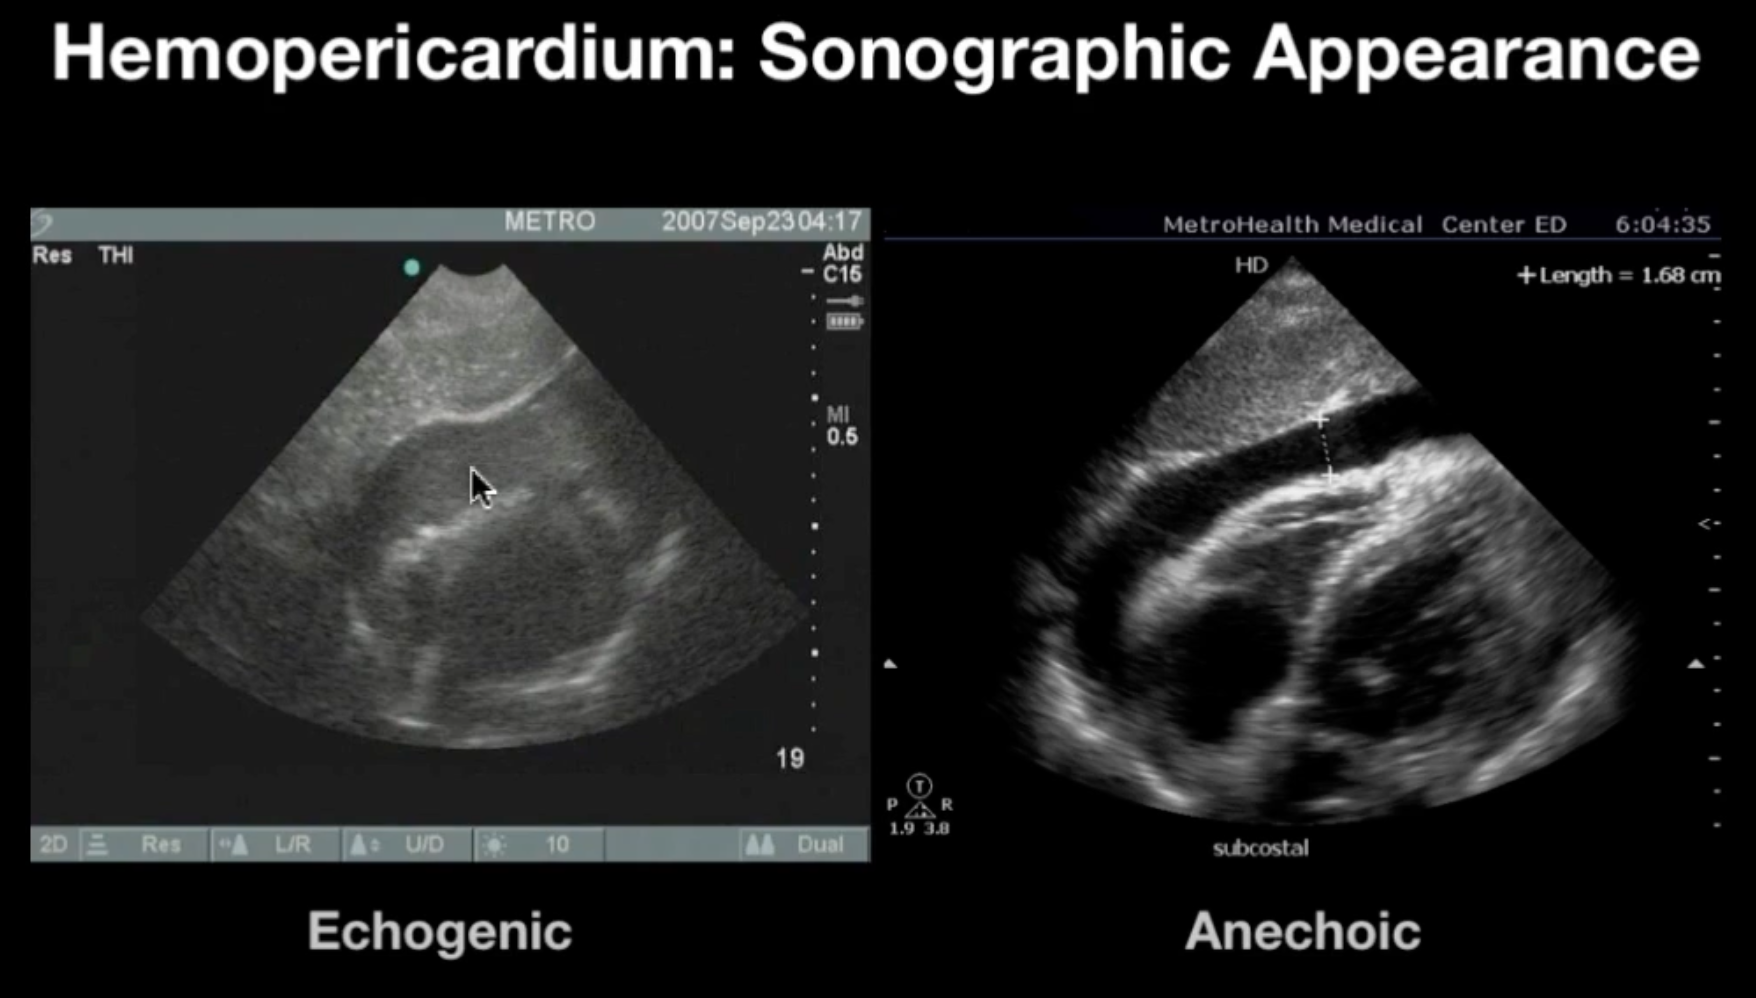 Hemopericardium: Sonographic Appearance
METRO 2007Sep23 04:17
Res THI
Abd
C15
MI
0.5
19
2D Res L/R U/D 10 Dual
Echogenic
MetroHealth Medical Center ED 6:04:35
HD
+Length = 1.68 cm
T
P R
1.9 3.8
subcostal
Anechoic